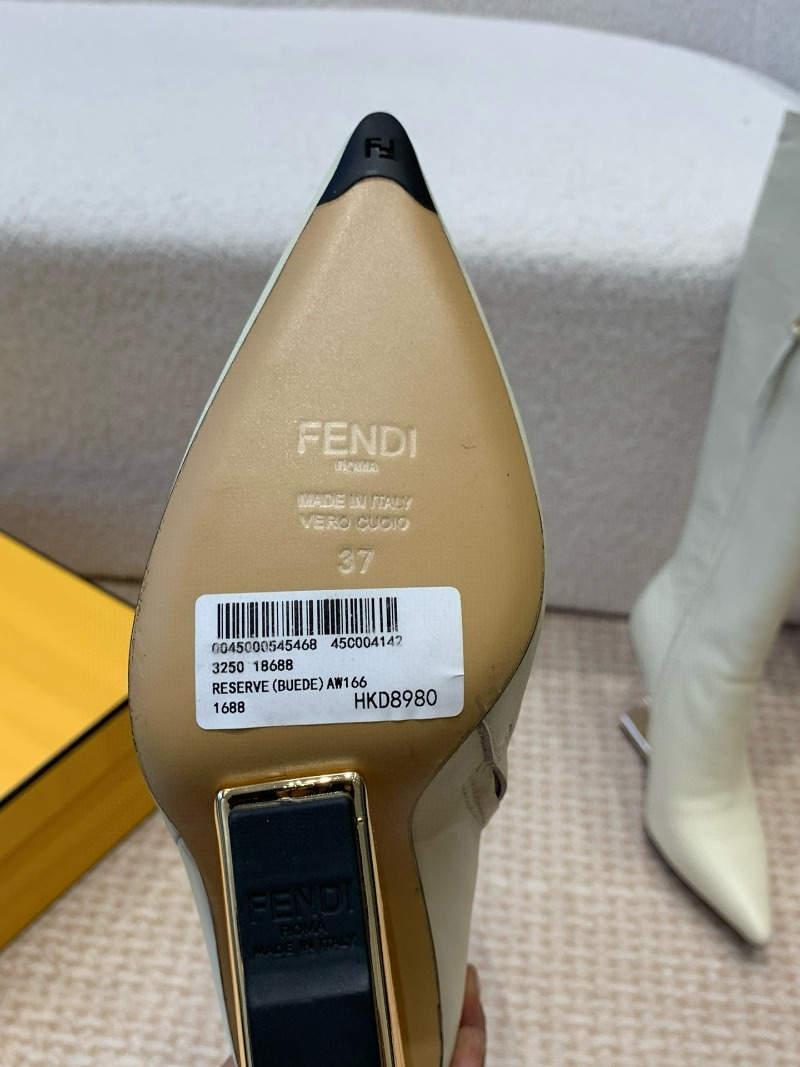 FF
FENDI
ROMA
MADE IN ITALY
VERO CUOIO
37
0045000545468 45C004142
3250 18688
RESERVE(BUEDE)AW166
1688 HKD8980
FENDI
ROMA
MADE IN ITALY